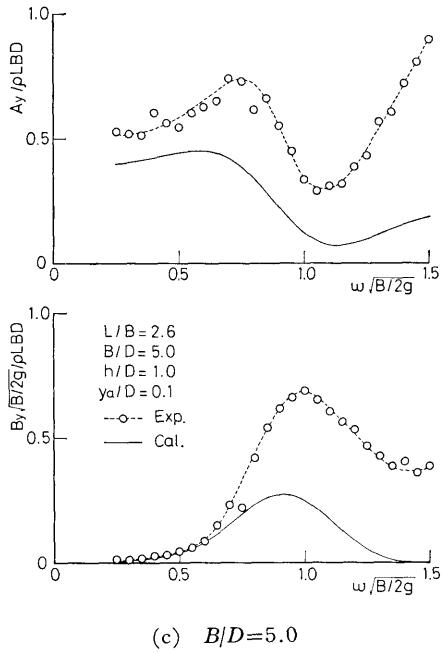 Ay/ρLBD
1.0
0.5
0
0
0.5
1.0
1.5
ω√B/2g
By√B/2g/ρLBD
L/B=2.6
B/D=5.0
h/D=1.0
ya/D=0.1
Exp.
Cal.
0.5
0
0
0.5
1.0
1.5
ω√B/2g
(c) B/D=5.0